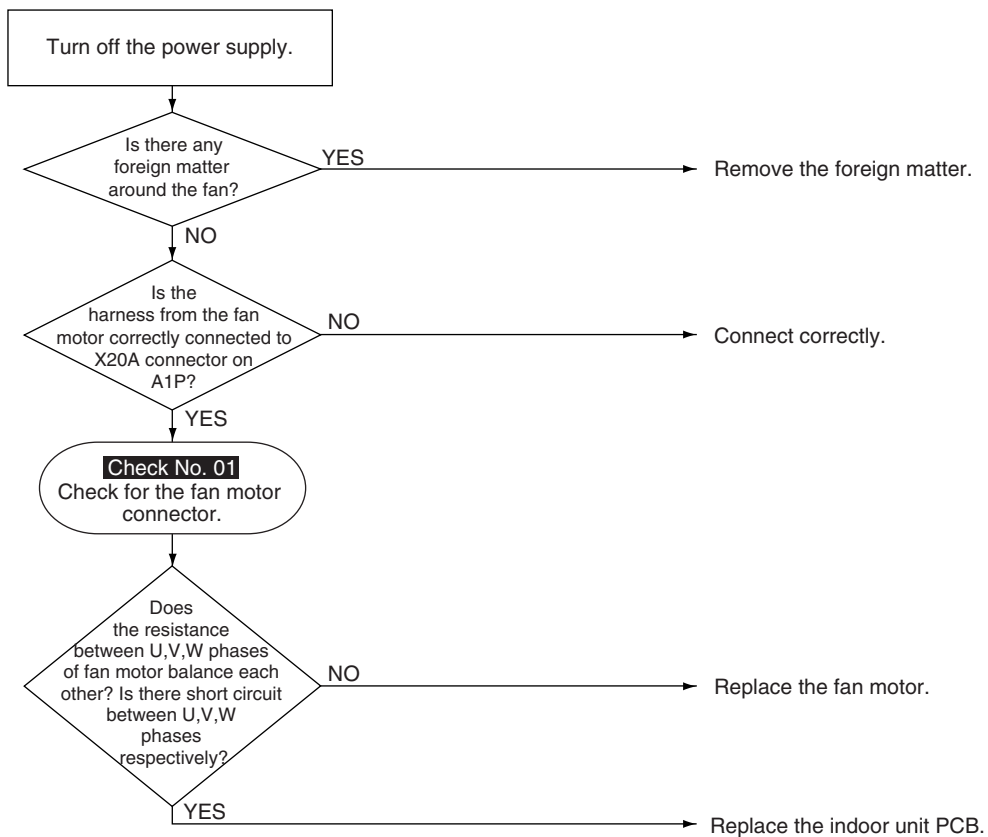 Turn off the power supply.
Is there any
foreign matter
around the fan?
YES
Remove the foreign matter.
NO
Is the
harness from the fan
motor correctly connected to
X20A connector on
A1P?
NO
Connect correctly.
YES
Check No. 01
Check for the fan motor
connector.
Does
the resistance
between U,V,W phases
of fan motor balance each
other? Is there short circuit
between U,V,W
phases
respectively?
NO
Replace the fan motor.
YES
Replace the indoor unit PCB.